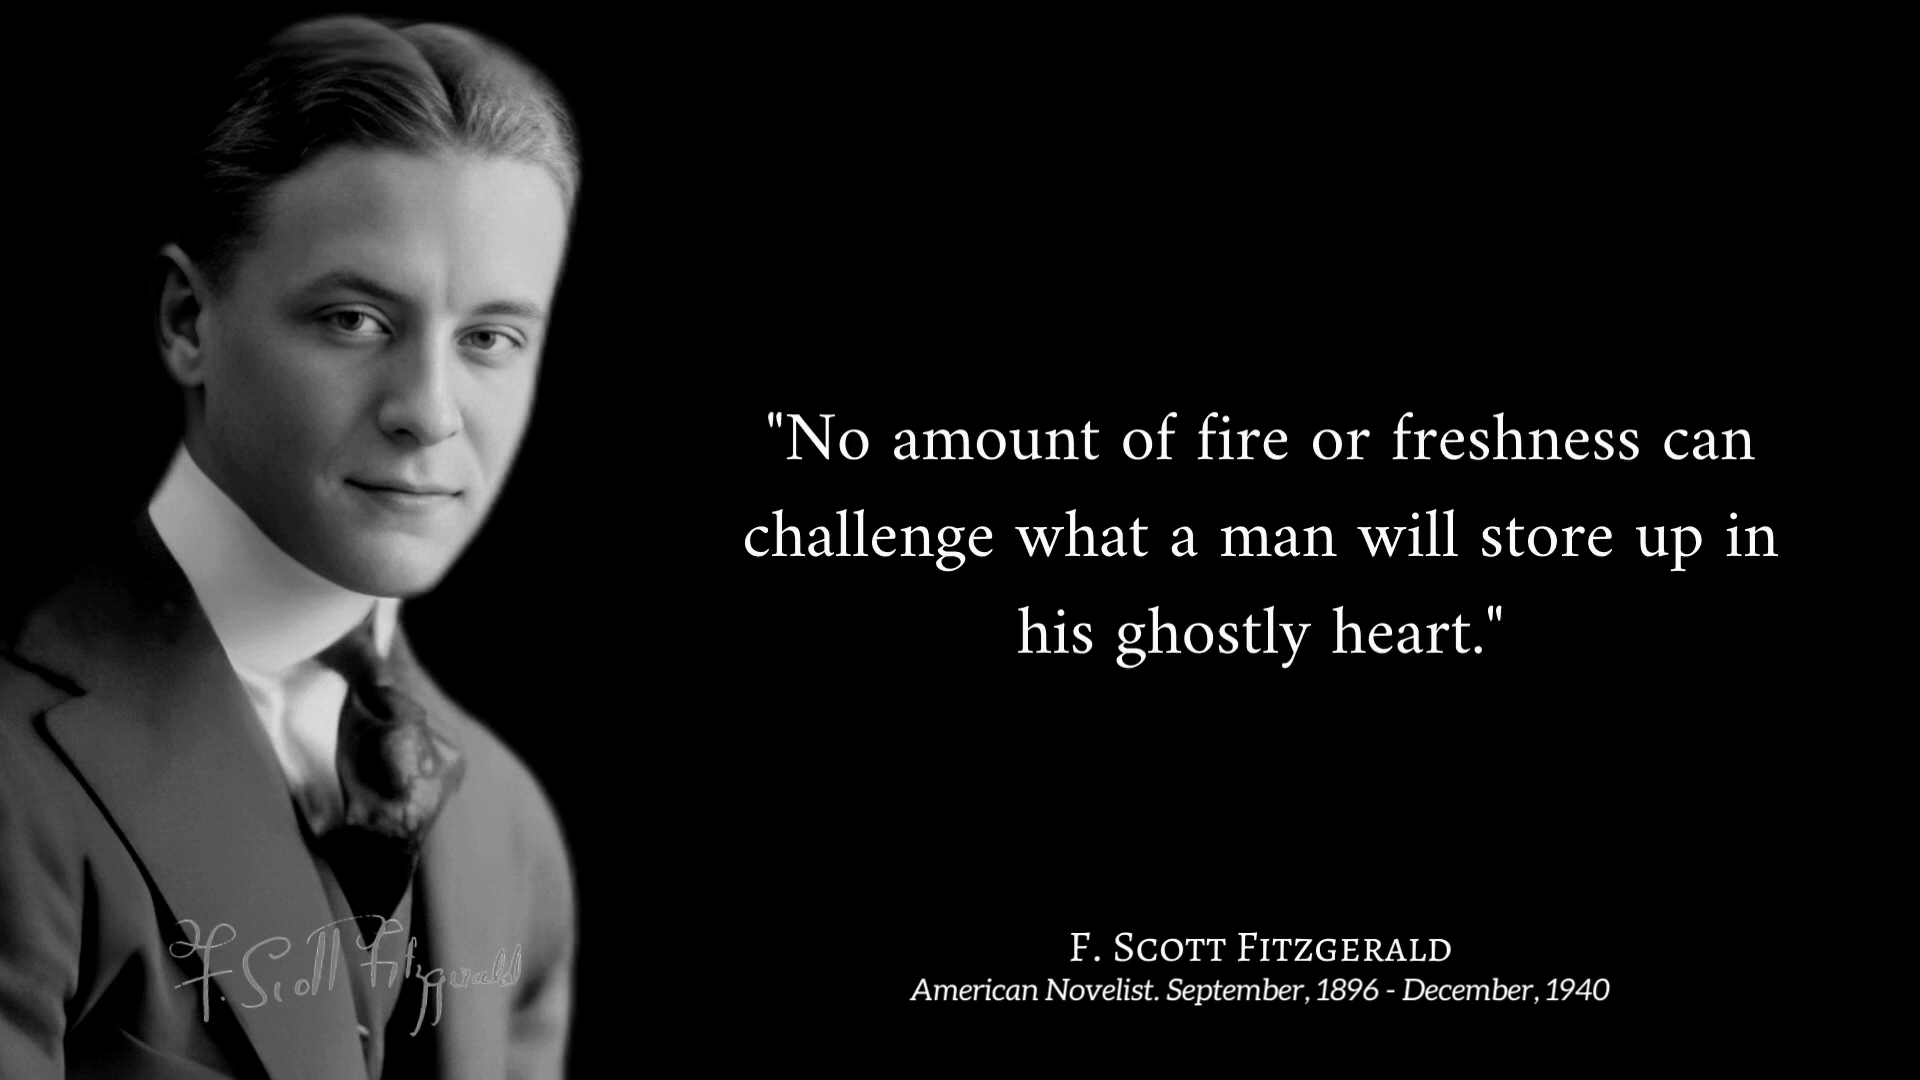 "No amount of fire or freshness can
challenge what a man will store up in
his ghostly heart."
F. Scott Fitzgerald
American Novelist. September, 1896 - December, 1940
F. Scott Fitzgerald